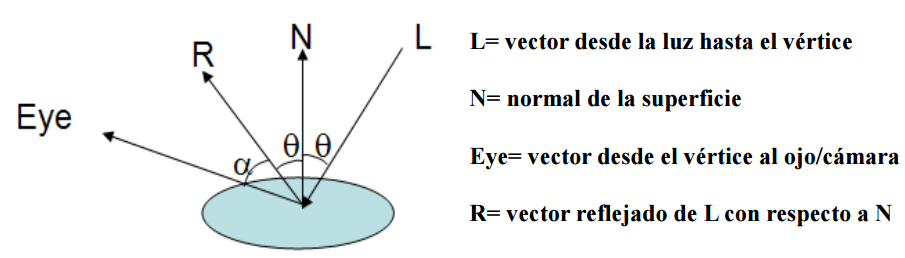 R
N
L
Eye
α
θ
θ
L= vector desde la luz hasta el vértice
N= normal de la superficie
Eye= vector desde el vértice al ojo/cámara
R= vector reflejado de L con respecto a N